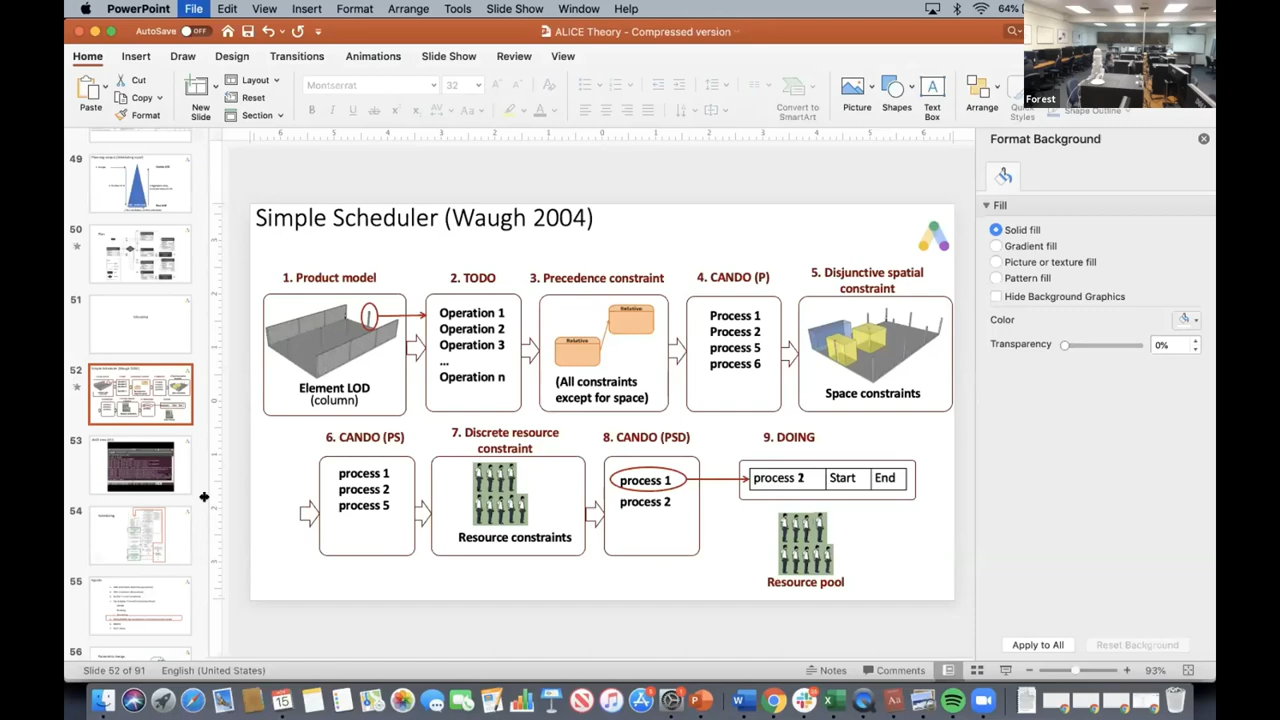 PowerPoint File Edit View Insert Format Arrange Tools Slide Show Window Help 64%
AutoSave OFF ALICE Theory - Compressed version
Home Insert Draw Design Transitions Animations Slide Show Review View
Paste Cut Copy Format New Slide Layout Reset Section Montserrat 32 Convert to SmartArt Picture Shapes Text Box Arrange Quick Styles Shape Outline
Forest
49
50
51
52
53
54
55
56
Simple Scheduler (Waugh 2004)
1. Product model
2. TODO
3. Precedence constraint
4. CANDO (P)
5. Disjunctive spatial
constraint
Element LOD
(column)
Operation 1
Operation 2
Operation 3
...
Operation n
Relative
Relative
(All constraints
except for space)
Process 1
Process 2
process 5
process 6
Space constraints
6. CANDO (PS)
7. Discrete resource
constraint
8. CANDO (PSD)
9. DOING
process 1
process 2
process 5
Resource constraints
process 1
process 2
Start
End
Resource pool
Format Background
Fill
Solid fill
Gradient fill
Picture or texture fill
Pattern fill
Hide Background Graphics
Color
Transparency 0%
Apply to All Reset Background
Slide 52 of 91 English (United States) Notes Comments 93%